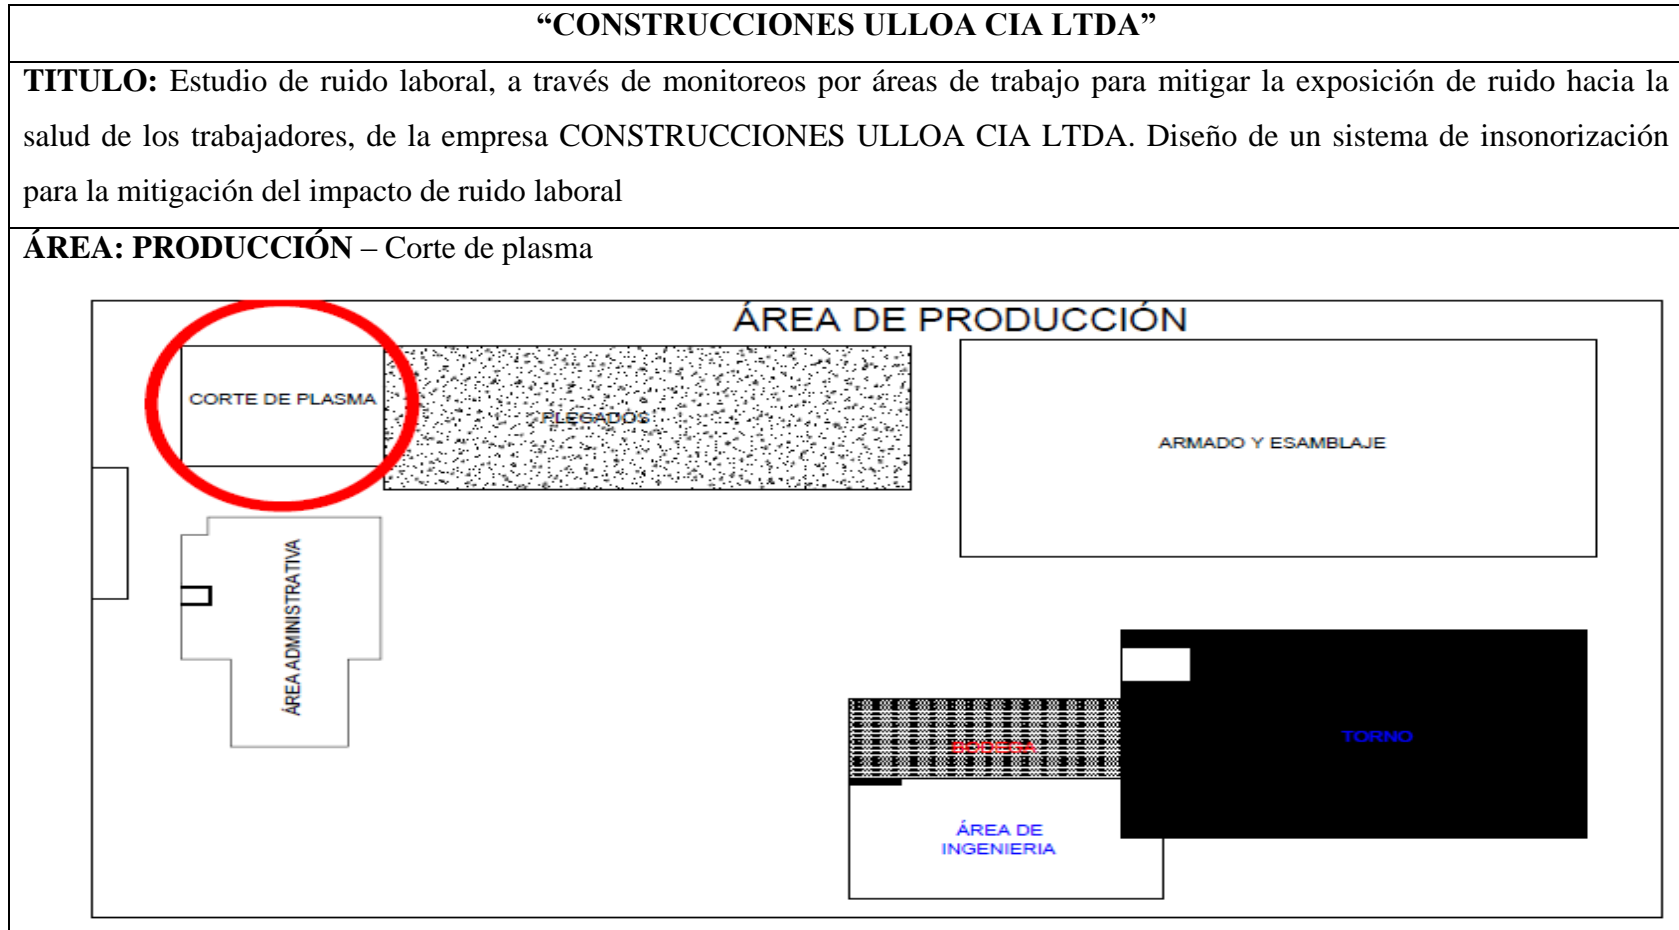 “CONSTRUCCIONES ULLOA CIA LTDA”
TITULO: Estudio de ruido laboral, a través de monitoreos por áreas de trabajo para mitigar la exposición de ruido hacia la
salud de los trabajadores, de la empresa CONSTRUCCIONES ULLOA CIA LTDA. Diseño de un sistema de insonorización
para la mitigación del impacto de ruido laboral
ÁREA: PRODUCCIÓN – Corte de plasma
ÁREA DE PRODUCCIÓN
CORTE DE PLASMA
PLEGADOS
ARMADO Y ESAMBLAJE
ÁREA ADMINISTRATIVA
BODEGA
TORNO
ÁREA DE
INGENIERIA